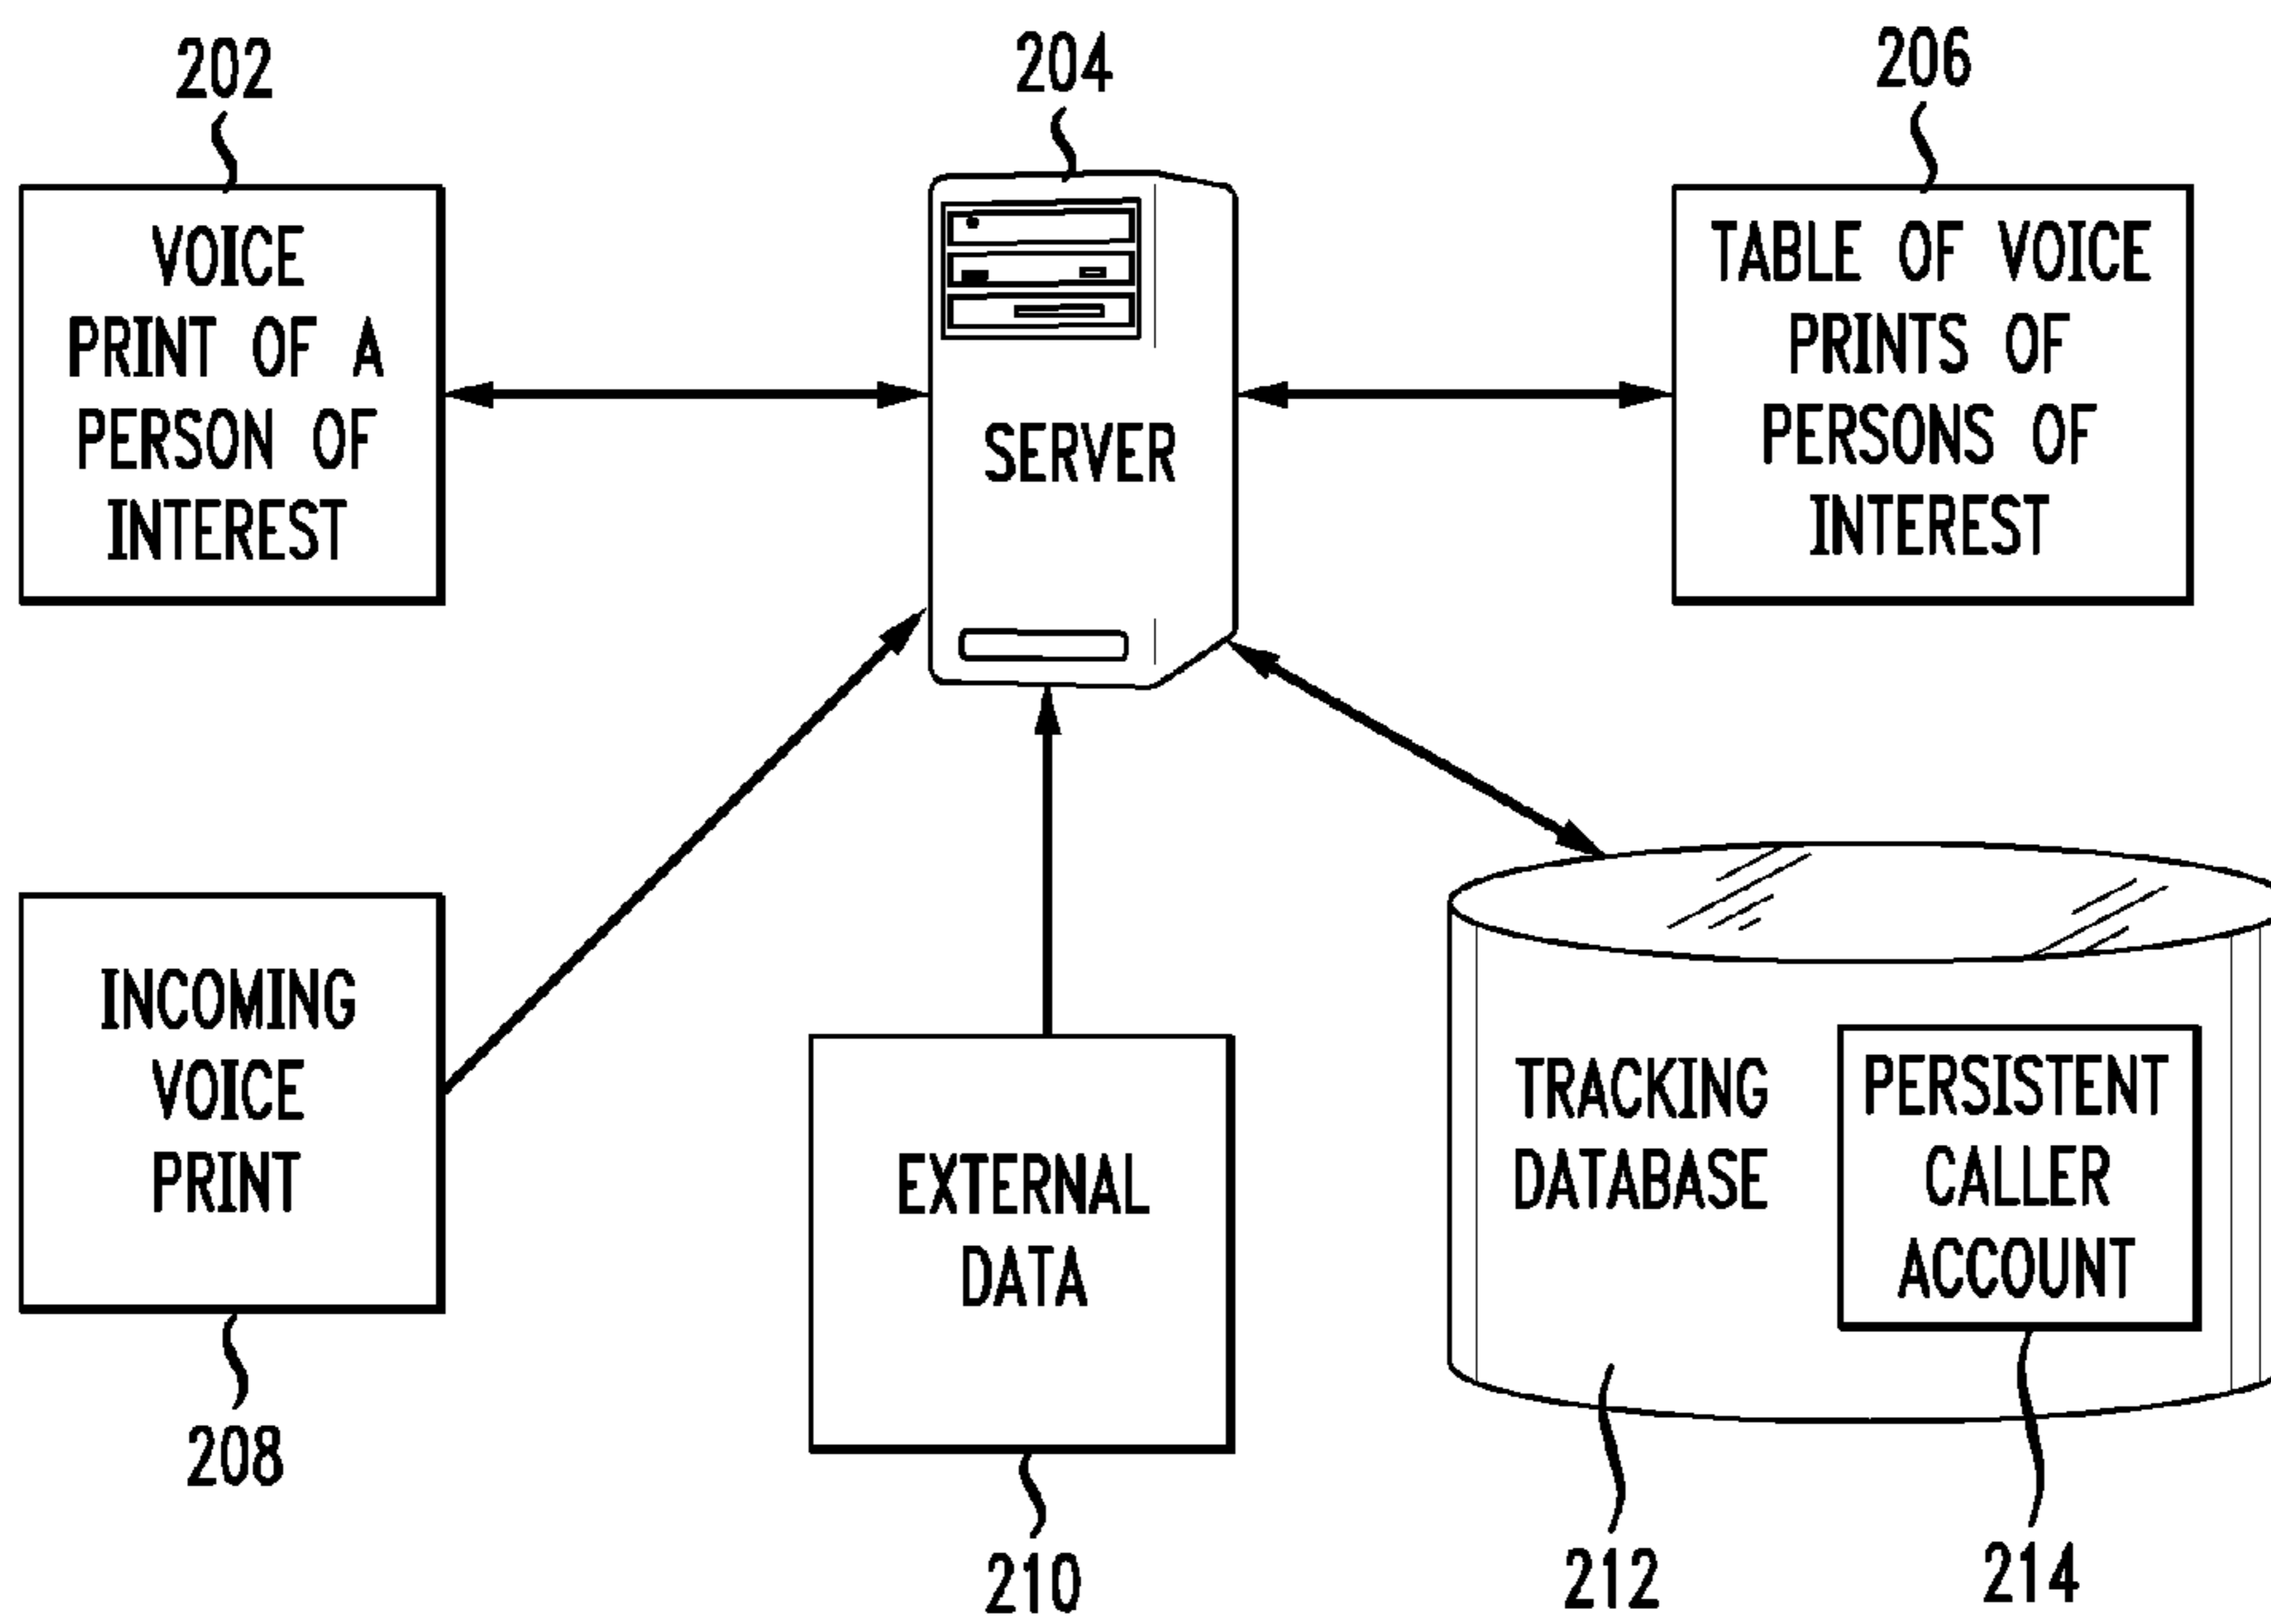 202
VOICE
PRINT OF A
PERSON OF
INTEREST
204
SERVER
206
TABLE OF VOICE
PRINTS OF
PERSONS OF
INTEREST
INCOMING
VOICE
PRINT
208
EXTERNAL
DATA
210
TRACKING
DATABASE
212
PERSISTENT
CALLER
ACCOUNT
214